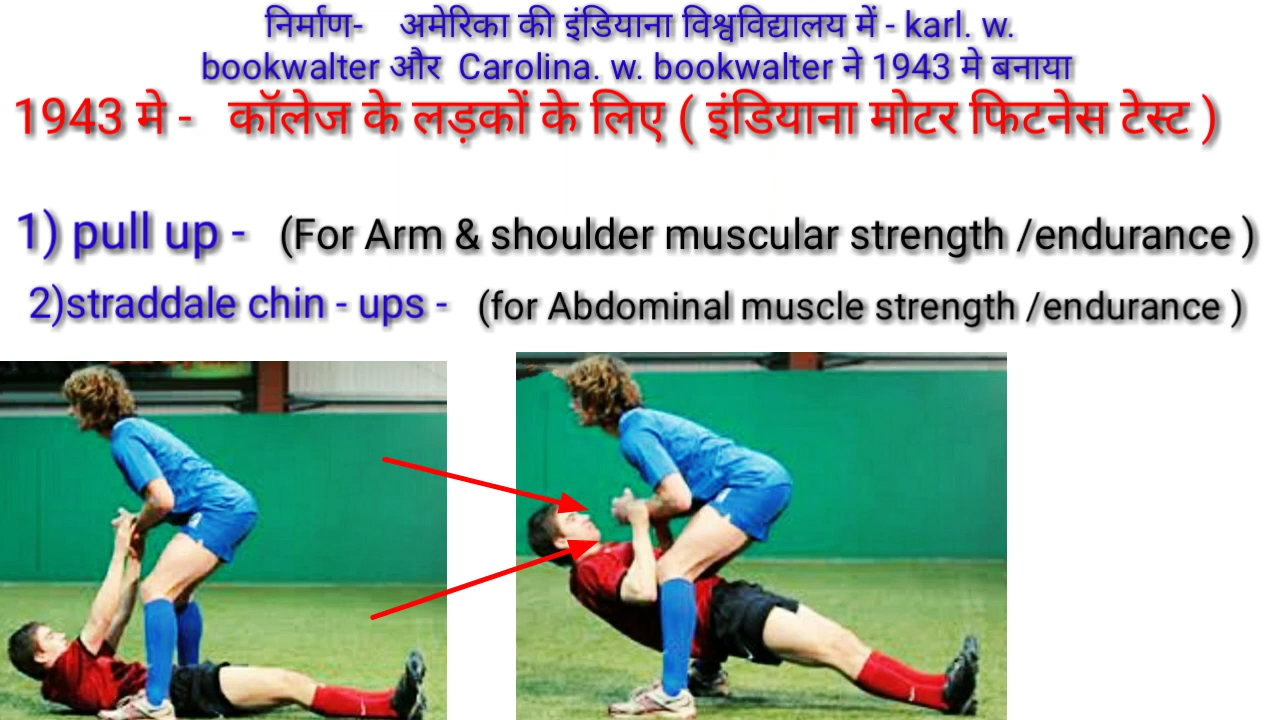 निर्माण- अमेरिका की इंडियाना विश्वविद्यालय में - karl. w.
bookwalter और Carolina. w. bookwalter ने 1943 मे बनाया
1943 मे - कॉलेज के लड़कों के लिए ( इंडियाना मोटर फिटनेस टेस्ट )
1) pull up - (For Arm & shoulder muscular strength /endurance )
2)straddale chin - ups - (for Abdominal muscle strength /endurance )